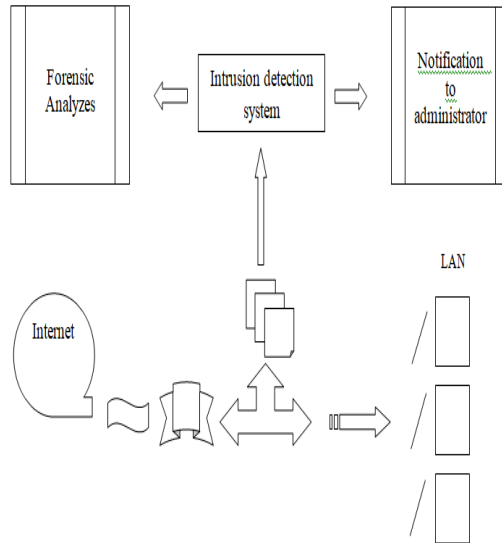 Forensic
Analyzes
Intrusion detection
system
Notification
to
administrator
LAN
Internet